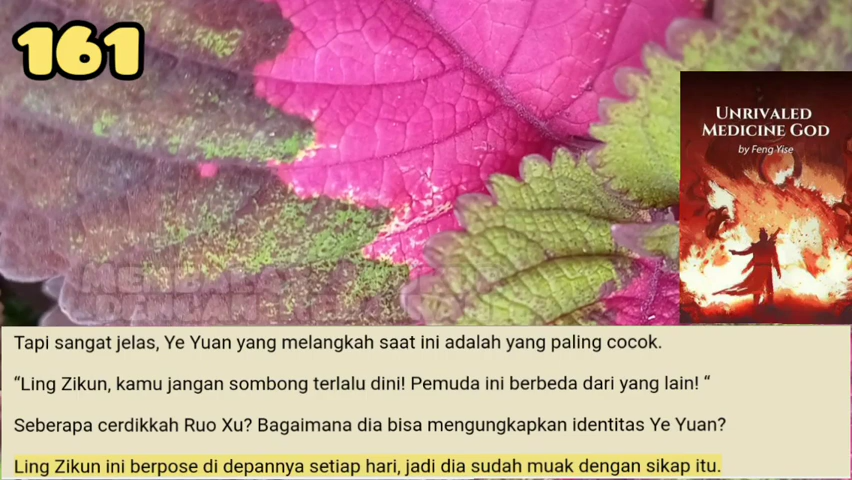 161
UNRIVALED
MEDICINE GOD
by Feng Yise
Tapi sangat jelas, Ye Yuan yang melangkah saat ini adalah yang paling cocok.
“Ling Zikun, kamu jangan sombong terlalu dini! Pemuda ini berbeda dari yang lain! “
Seberapa cerdikkah Ruo Xu? Bagaimana dia bisa mengungkapkan identitas Ye Yuan?
Ling Zikun ini berpose di depannya setiap hari, jadi dia sudah muak dengan sikap itu.